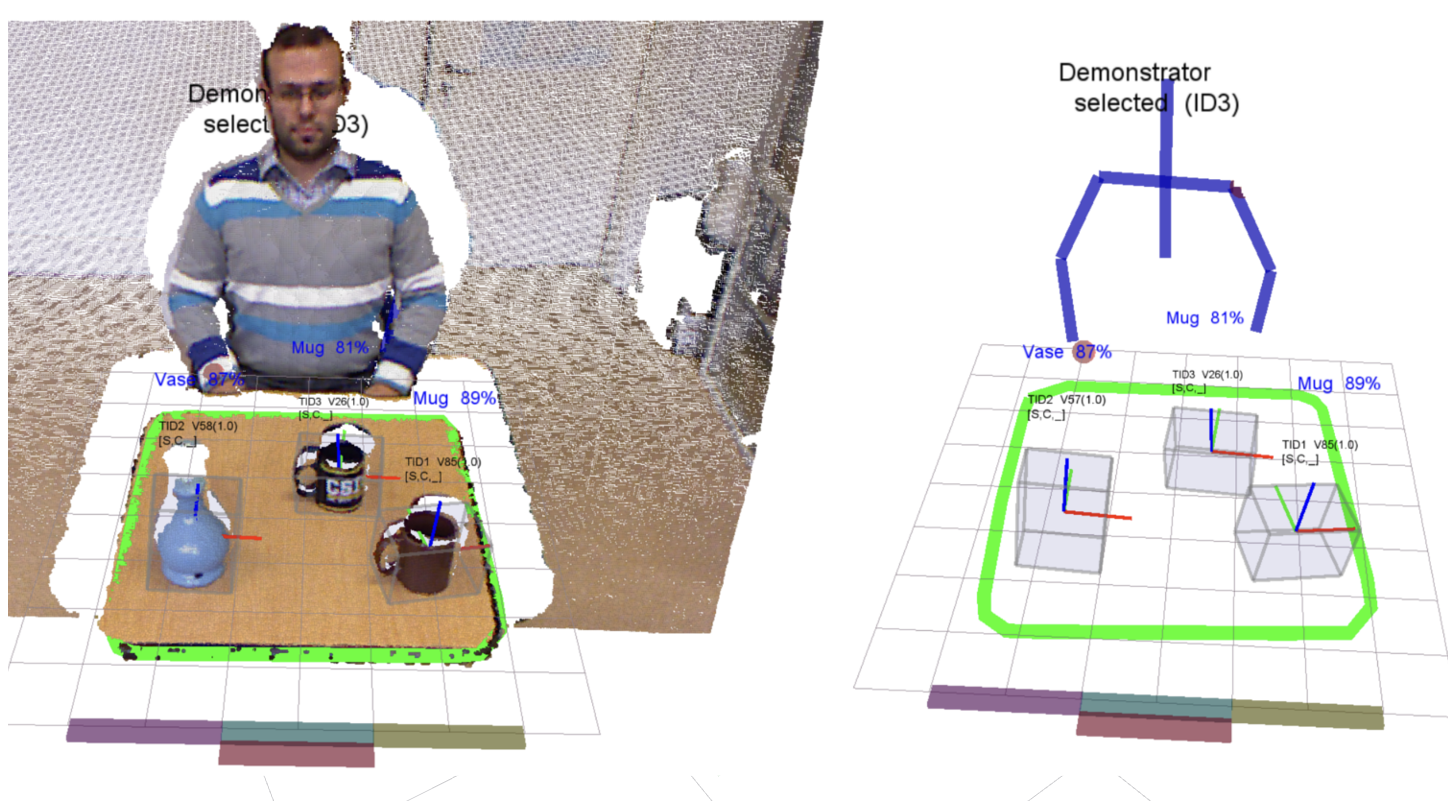 Demon
selec D3)
Mug 81%
Vase 87%
Mug 89%
TID3 V26(1.0)
[S,C,_]
TID2 V58(1.0)
[S,C,_]
TID1 V85(1.0)
[S,C,_]
CSI
Demonstrator
selected (ID3)
Mug 81%
Vase 87%
Mug 89%
TID3 V26(1.0)
[S,C,_]
TID2 V57(1.0)
[S,C,_]
TID1 V85(1.0)
[S,C,_]